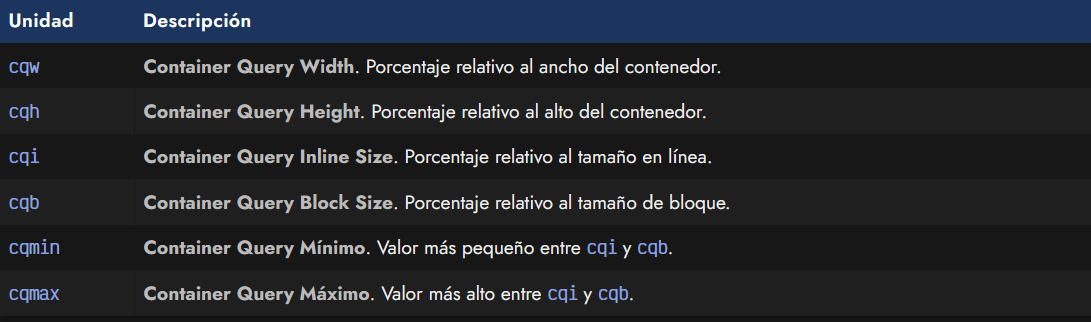 Unidad Descripción
cqw Container Query Width. Porcentaje relativo al ancho del contenedor.
cqh Container Query Height. Porcentaje relativo al alto del contenedor.
cqi Container Query Inline Size. Porcentaje relativo al tamaño en línea.
cqb Container Query Block Size. Porcentaje relativo al tamaño de bloque.
cqmin Container Query Mínimo. Valor más pequeño entre cqi y cqb.
cqmax Container Query Máximo. Valor más alto entre cqi y cqb.